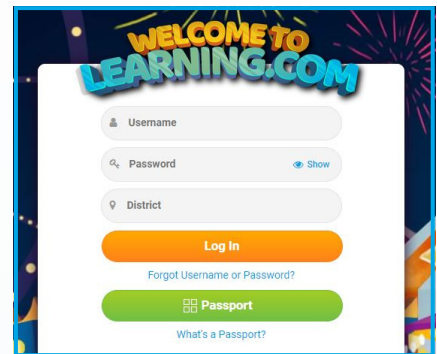 WELCOME TO
LEARNING.COM
Username
Password
Show
District
Log In
Forgot Username or Password?
Passport
What's a Passport?